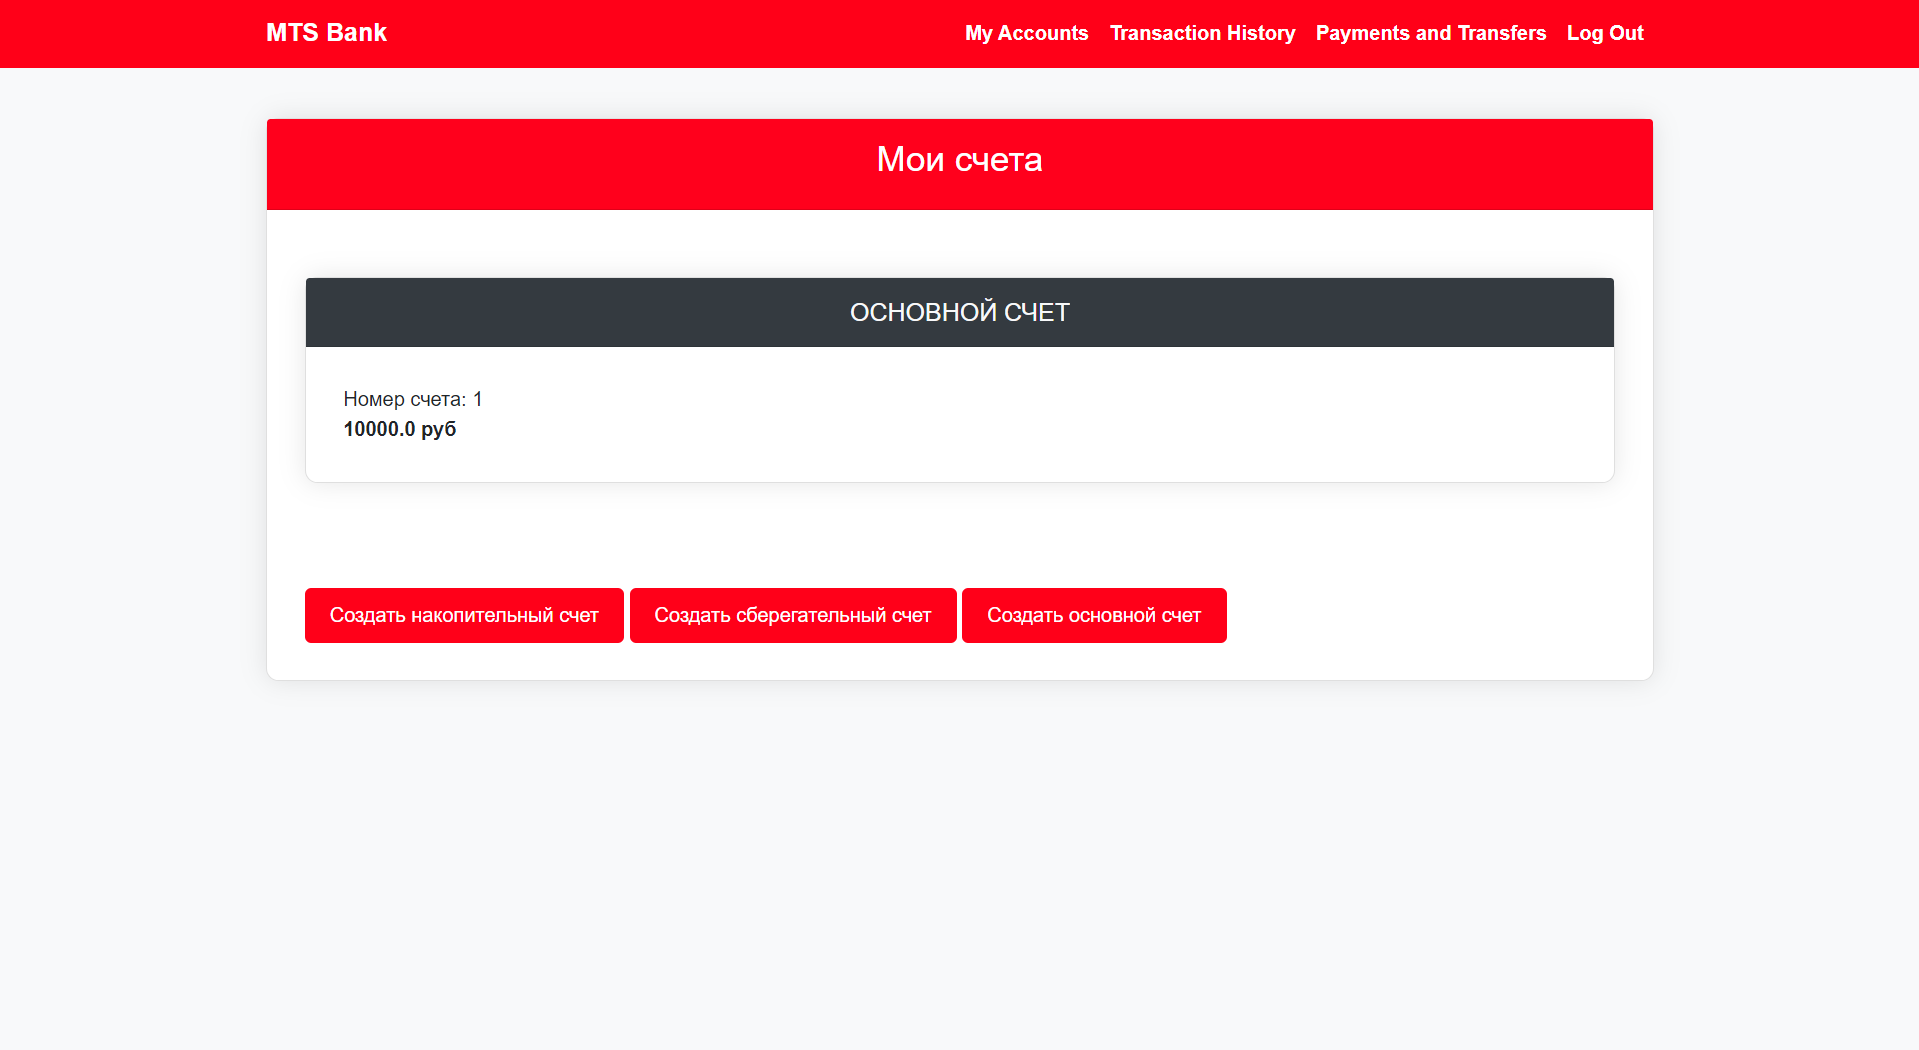 MTS Bank
My Accounts Transaction History Payments and Transfers Log Out
Мои счета
ОСНОВНОЙ СЧЕТ
Номер счета: 1
10000.0 руб
Создать накопительный счет Создать сберегательный счет Создать основной счет